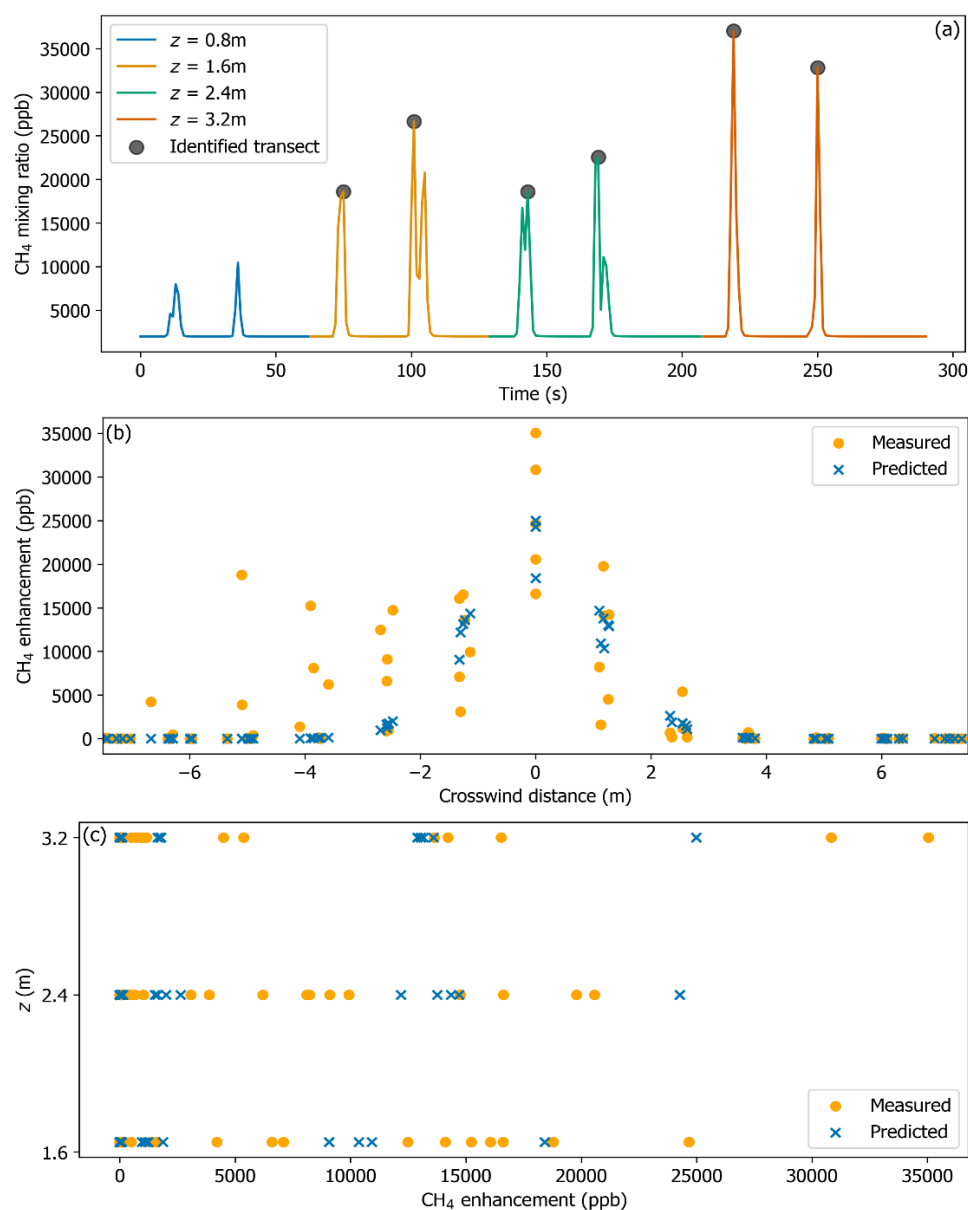 (a)
z = 0.8m
z = 1.6m
z = 2.4m
z = 3.2m
Identified transect
CH₄ mixing ratio (ppb)
35000
30000
25000
20000
15000
10000
5000
0 50 100 150 200 250 300
Time (s)
(b)
Measured
Predicted
CH₄ enhancement (ppb)
35000
30000
25000
20000
15000
10000
5000
0
−6 −4 −2 0 2 4 6
Crosswind distance (m)
(c)
3.2
2.4
1.6
z (m)
Measured
Predicted
0 5000 10000 15000 20000 25000 30000 35000
CH₄ enhancement (ppb)